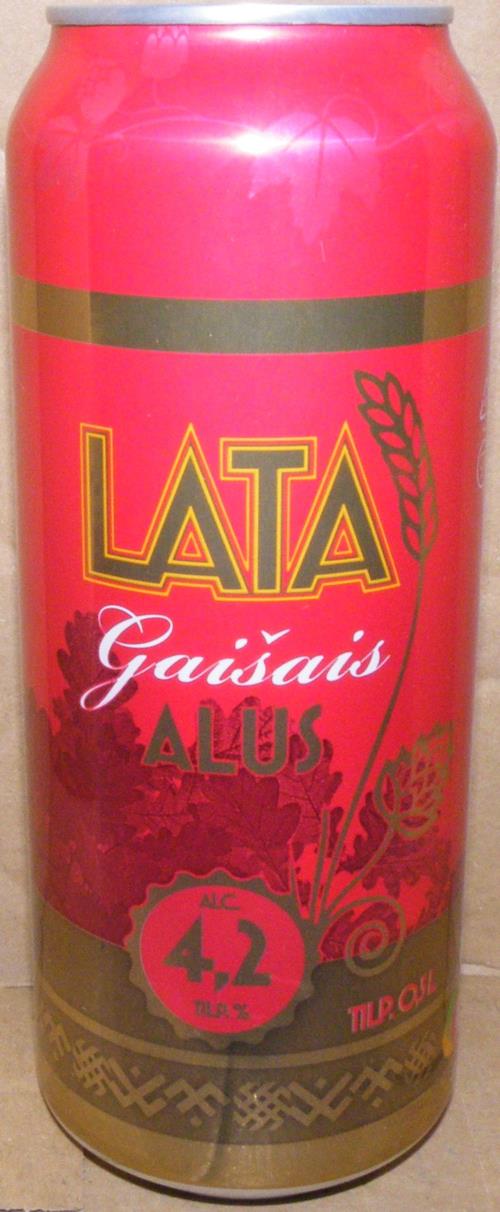 LATA
Gaišais
ALUS
ALC.
4,2
TILP. %
TILP. 0,5 L